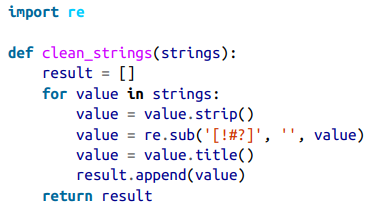 import re

def clean_strings(strings):
    result = []
    for value in strings:
        value = value.strip()
        value = re.sub('[!#?]', '', value)
        value = value.title()
        result.append(value)
    return result